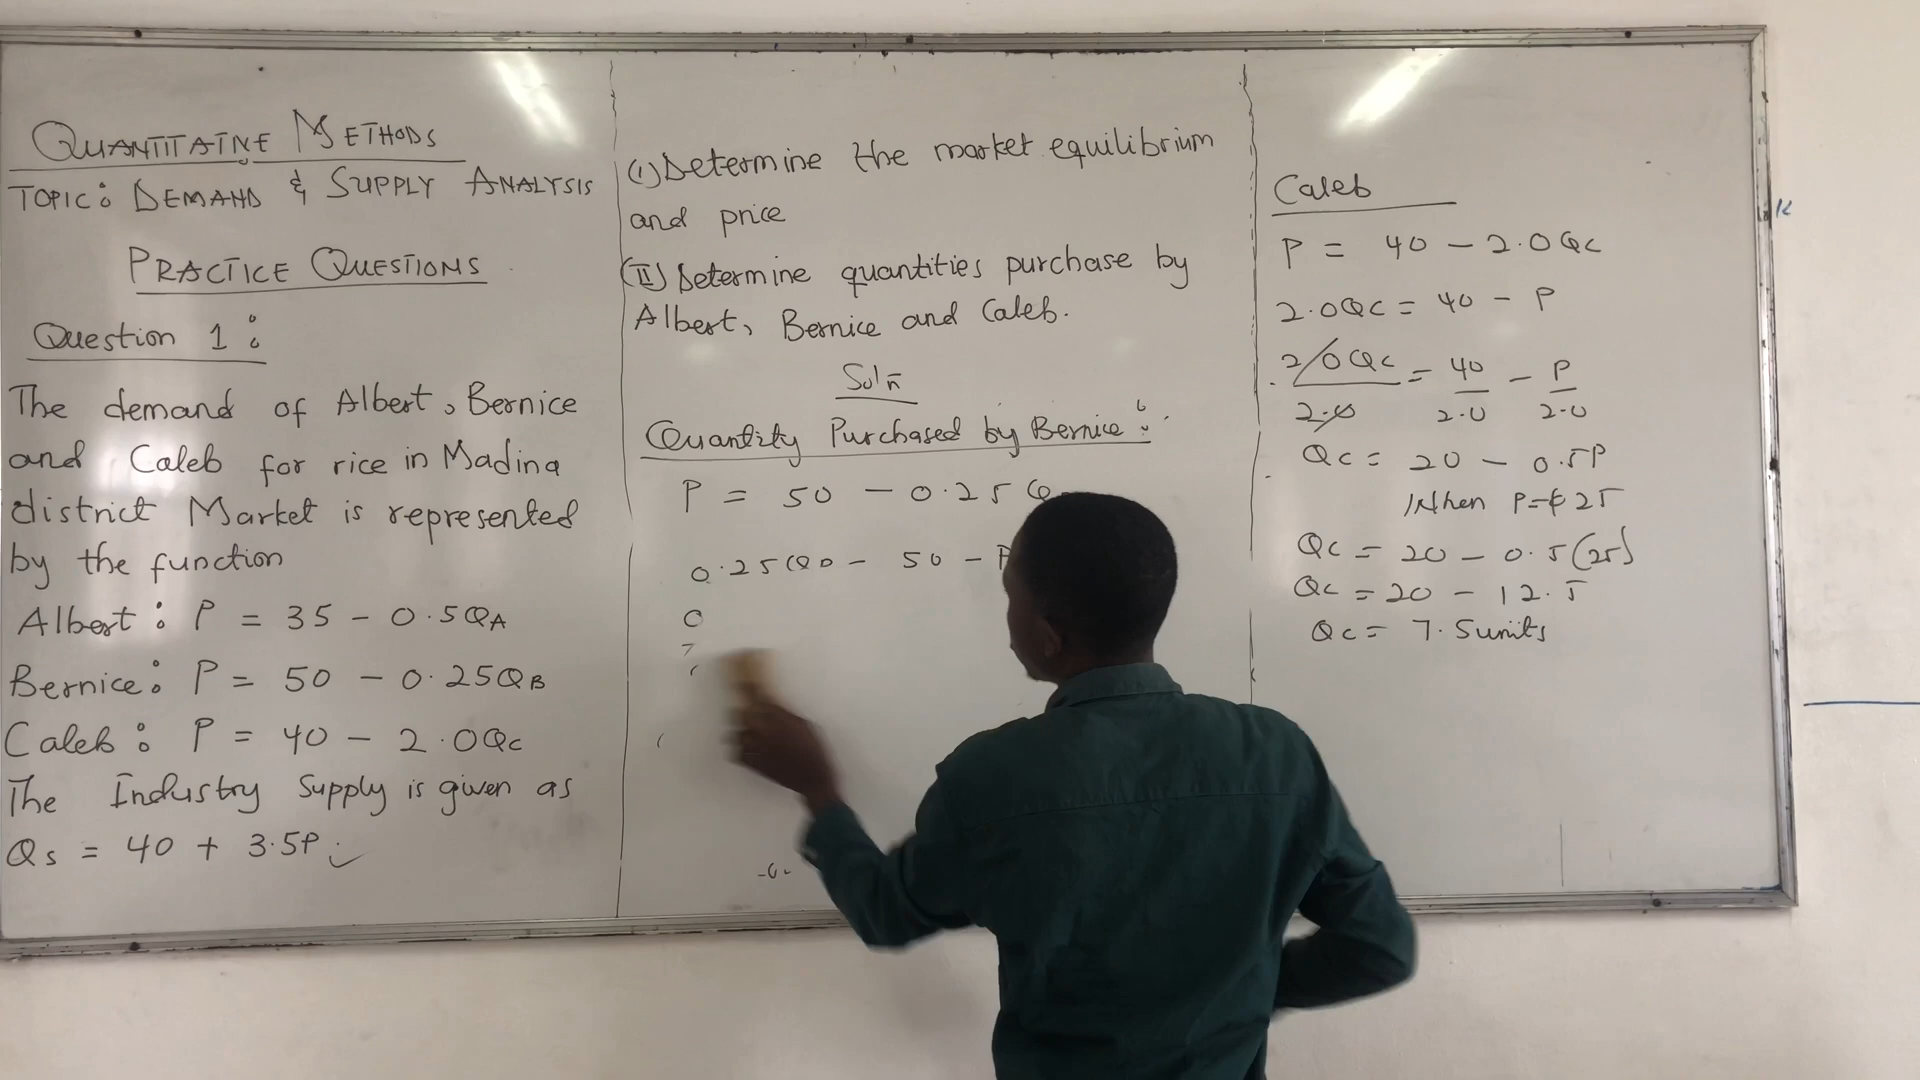 QUANTITATIVE METHODS
TOPIC: DEMAND & SUPPLY ANALYSIS
PRACTICE QUESTIONS
Question 1:
The demand of Albert, Bernice
and Caleb for rice in Madina
district Market is represented
by the function
Albert: P = 35 - 0.5QA
Bernice: P = 50 - 0.25QB
Caleb: P = 40 - 2.0QC
The Industry Supply is given as
Qs = 40 + 3.5P
(I) Determine the market equilibrium
and price
(II) Determine quantities purchase by
Albert, Bernice and Caleb.
Soln
Quantity Purchased by Bernice:
P = 50 - 0.25Q
0.25QB - 50 - P
Caleb
P = 40 - 2.0QC
2.0QC = 40 - P
2.0QC/2.0 = 40/2.0 - P/2.0
QC = 20 - 0.5P
When P=¢25
QC = 20 - 0.5(25)
QC = 20 - 12.5
QC = 7.5units